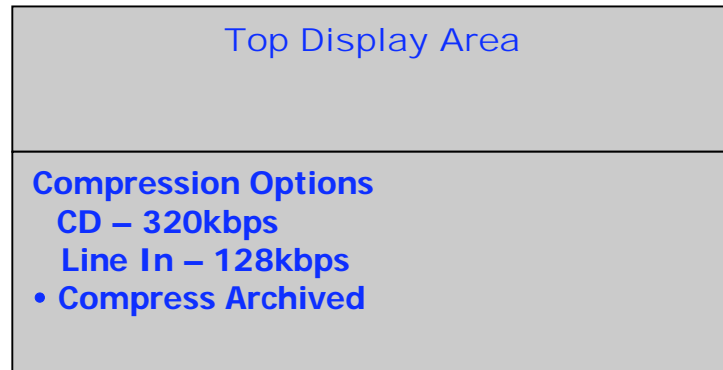 Top Display Area
Compression Options
CD – 320kbps
Line In – 128kbps
• Compress Archived